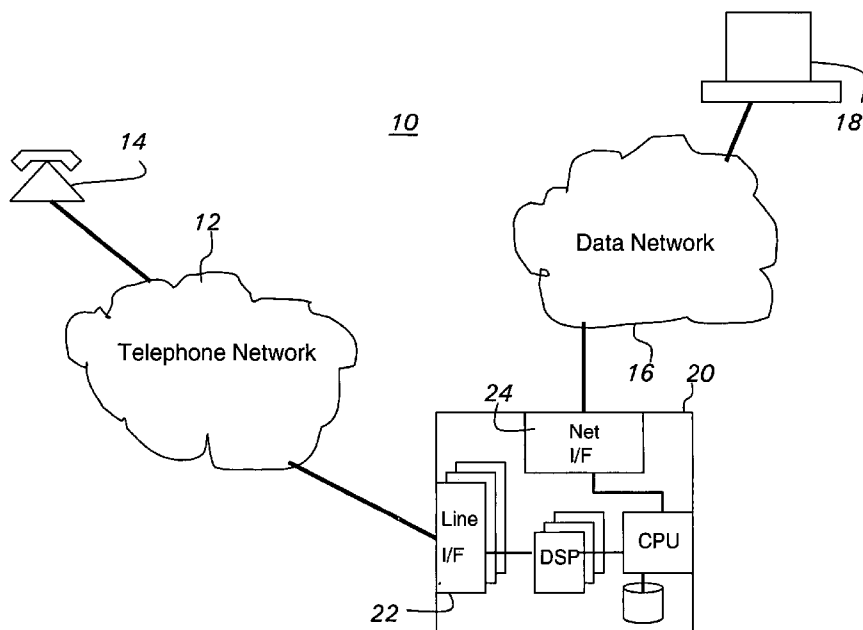 10
18
14
12
Data Network
Telephone Network
16
20
24
Net
I/F
Line
I/F
DSP
CPU
22